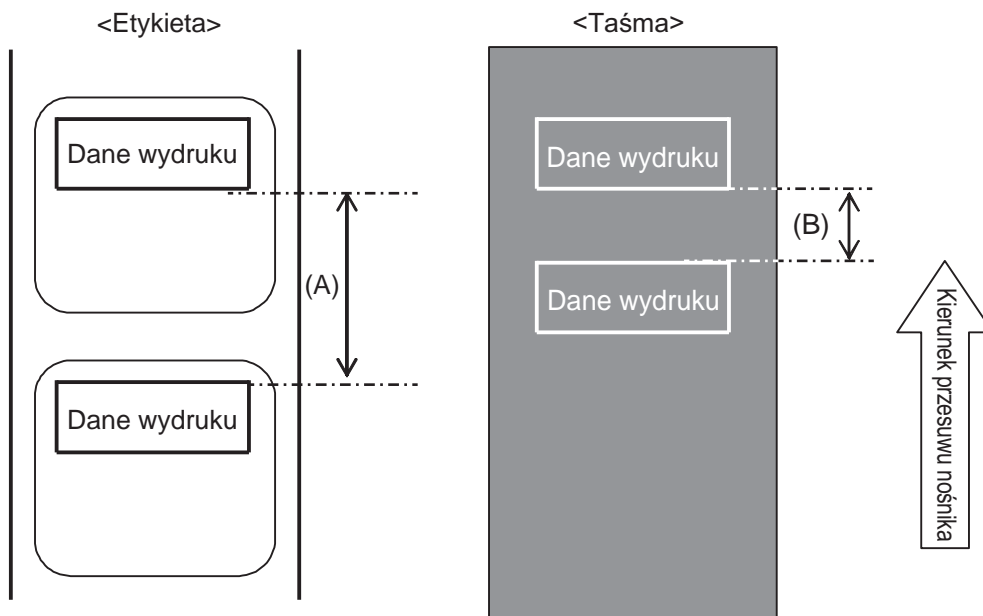 <Etykieta>
<Taśma>
Dane wydruku
Dane wydruku
(A)
(B)
Dane wydruku
Dane wydruku
Kierunek przesuwu nośnika